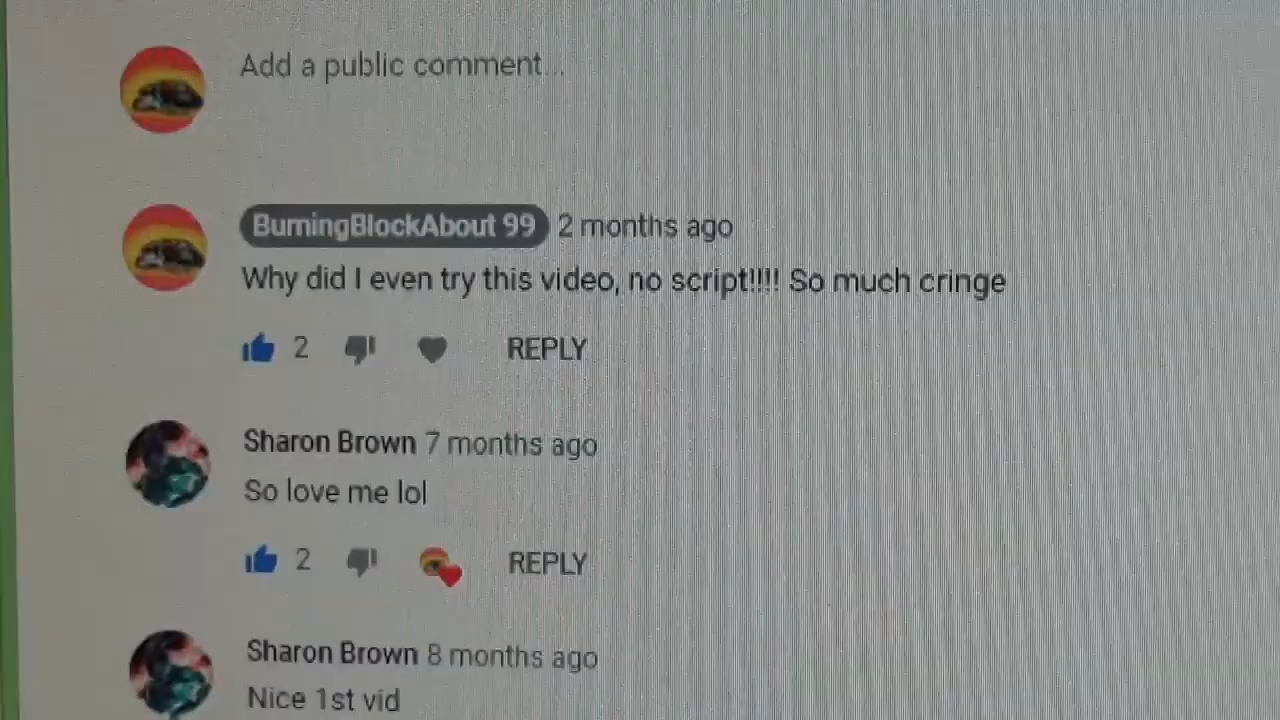 Add a public comment...
BurningBlockAbout 99 2 months ago
Why did I even try this video, no script!!!! So much cringe
2 REPLY
Sharon Brown 7 months ago
So love me lol
2 REPLY
Sharon Brown 8 months ago
Nice 1st vid